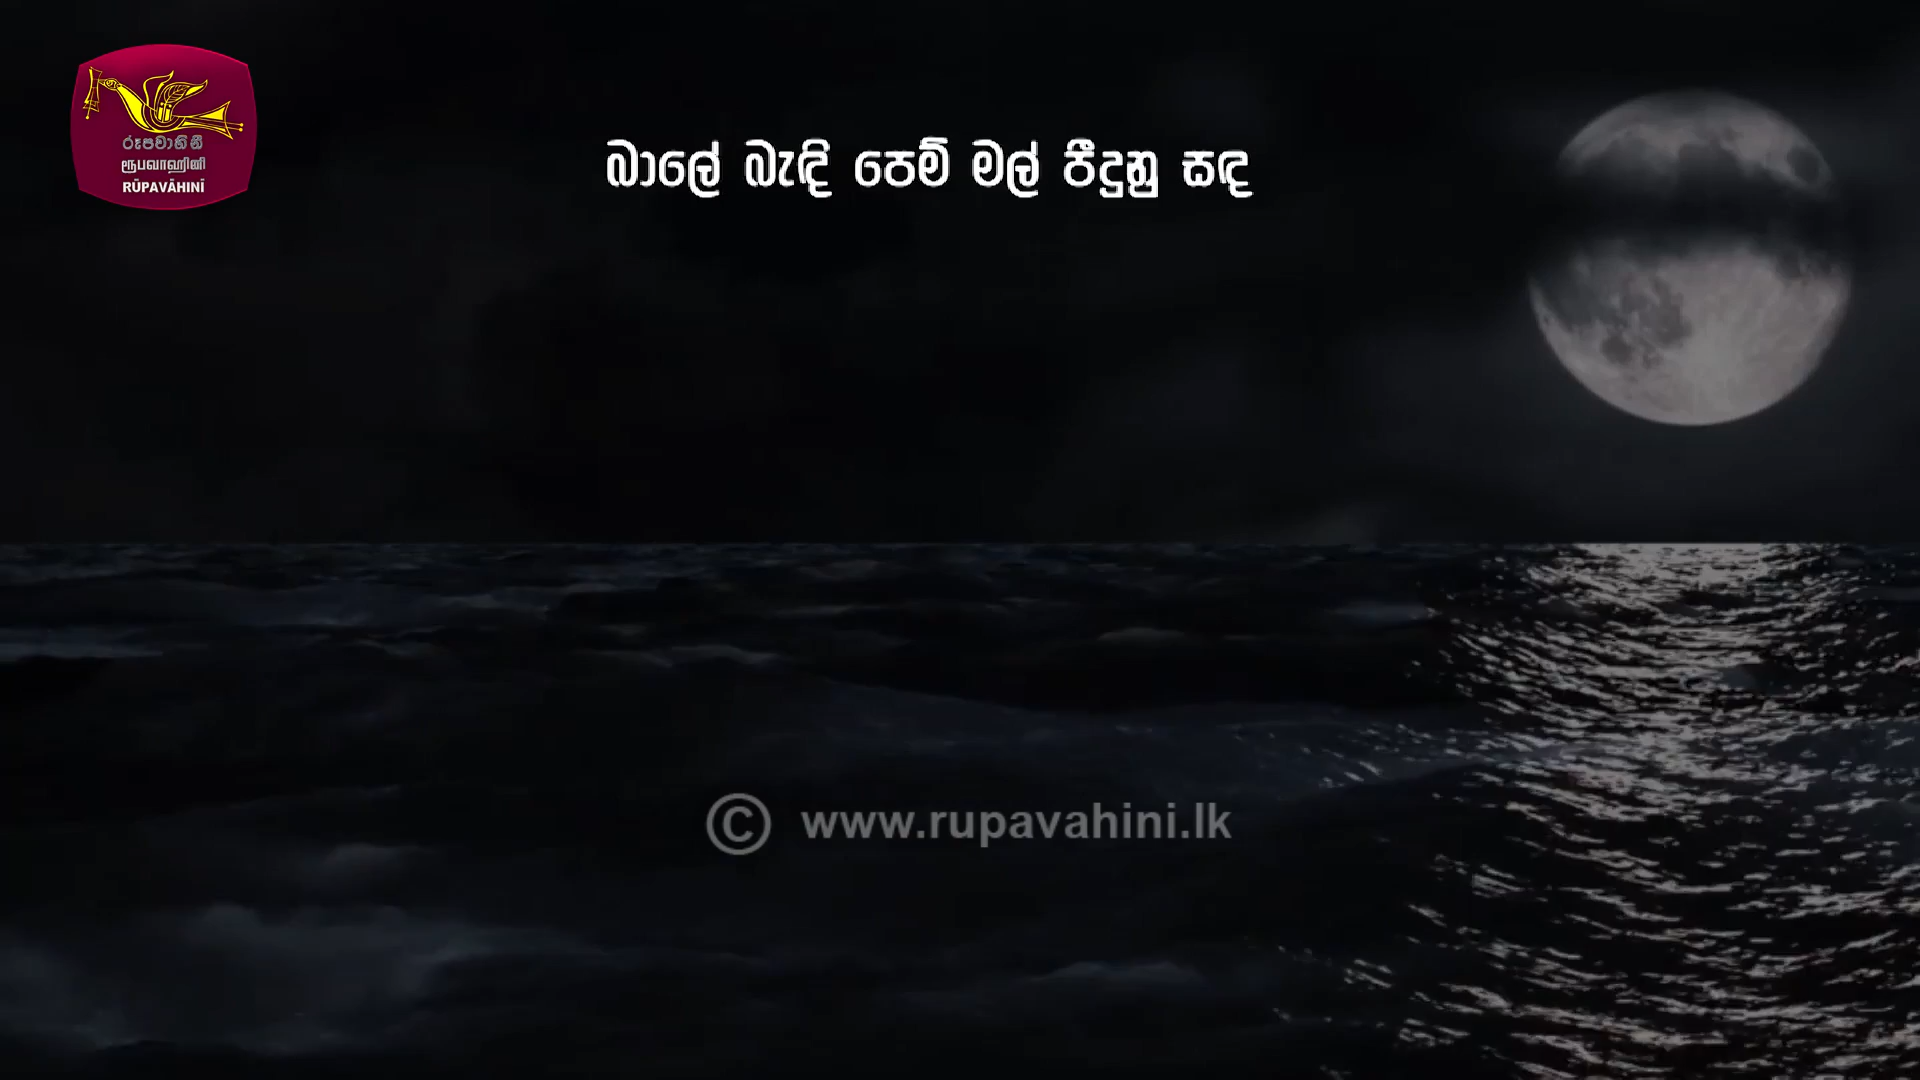 රූපවාහිනී
ரூபவாஹினி
RŪPAVĀHINĪ
බාලේ බැඳි පෙම් මල් පීදුනු සඳ
© www.rupavahini.lk